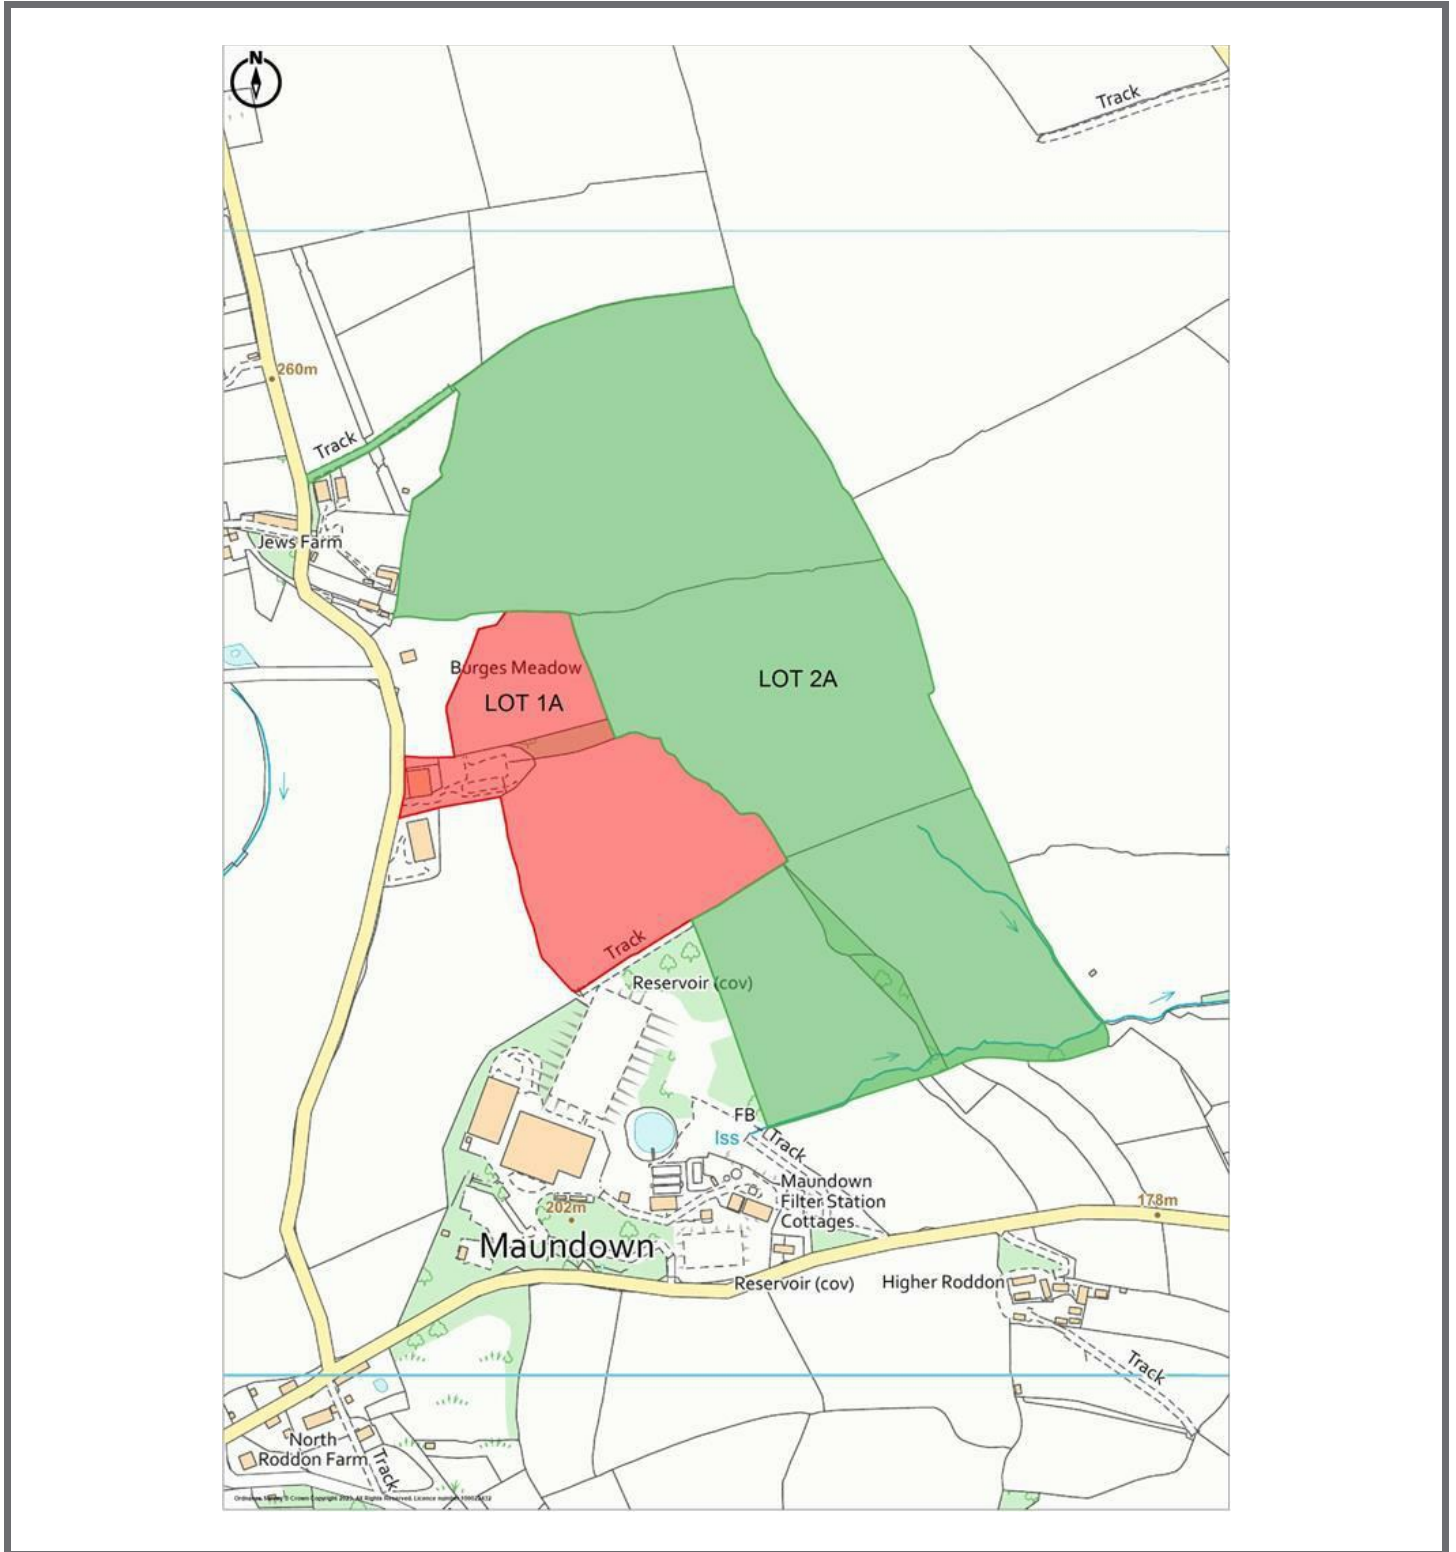 N
Track
260m
Track
Jews Farm
Burges Meadow
LOT 1A
LOT 2A
Track
Reservoir (cov)
FB
Iss
Track
Maundown
Filter Station
Cottages
202m
178m
Maundown
Reservoir (cov)
Higher Roddon
Track
North
Roddon Farm
Track